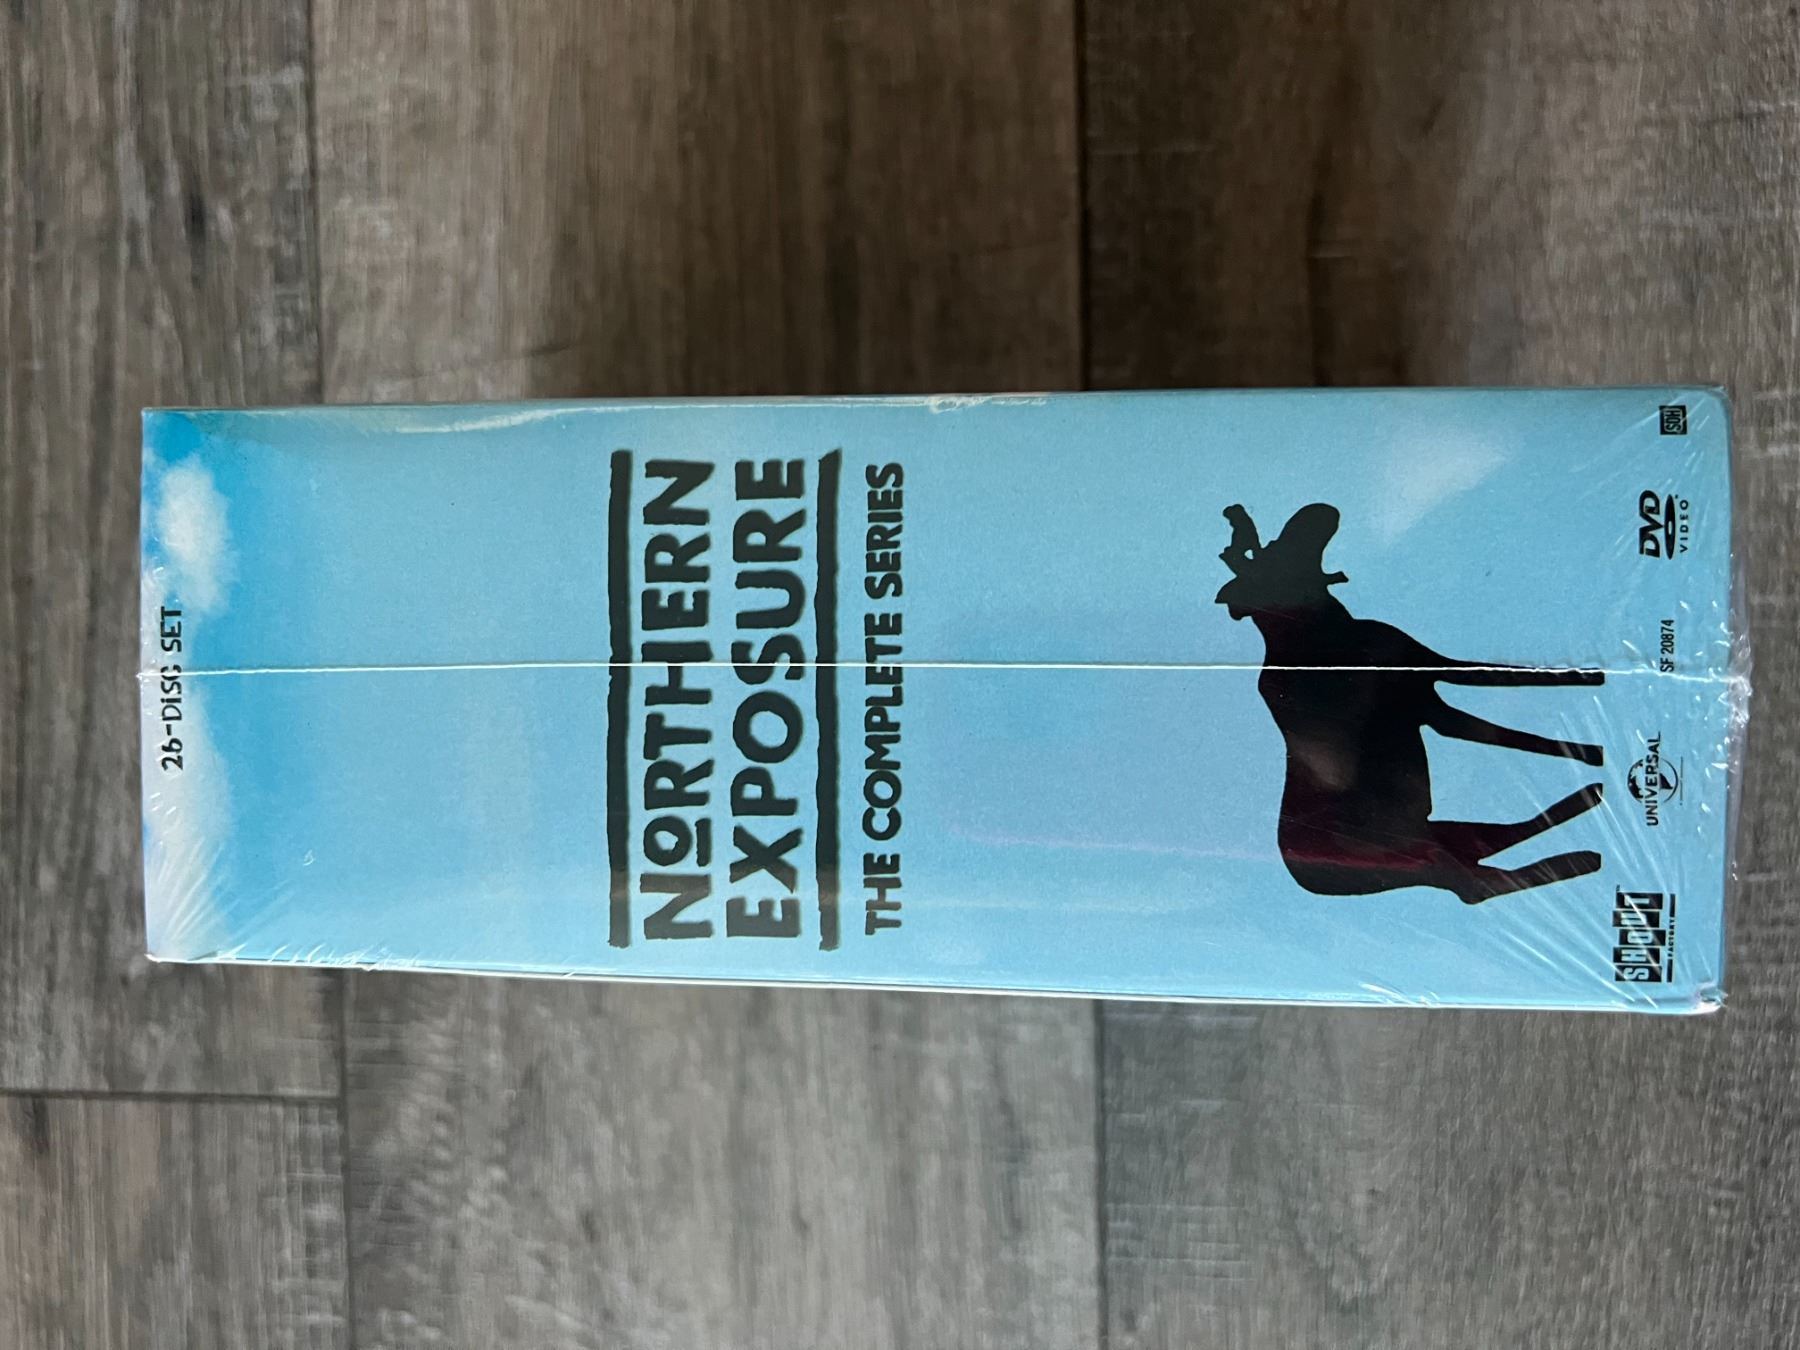 26-DiSC SET
NORTHERN
EXPOSURE
THE COMPLETE SERIES
SHOUT!
FACTORY
UNIVERSAL
SF 20874
DVD
VIDEO
SDH